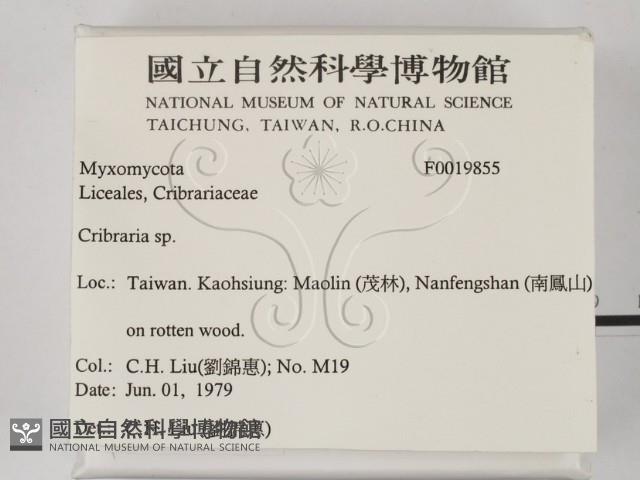 國立自然科學博物館
NATIONAL MUSEUM OF NATURAL SCIENCE
TAICHUNG, TAIWAN, R.O.CHINA
Myxomycota F0019855
Liceales, Cribrariaceae
Cribraria sp.
Loc.: Taiwan. Kaohsiung: Maolin (茂林), Nanfengshan (南鳳山)
on rotten wood.
Col.: C.H. Liu(劉錦惠); No. M19
Date: Jun. 01, 1979
國立自然科學博物館
NATIONAL MUSEUM OF NATURAL SCIENCE